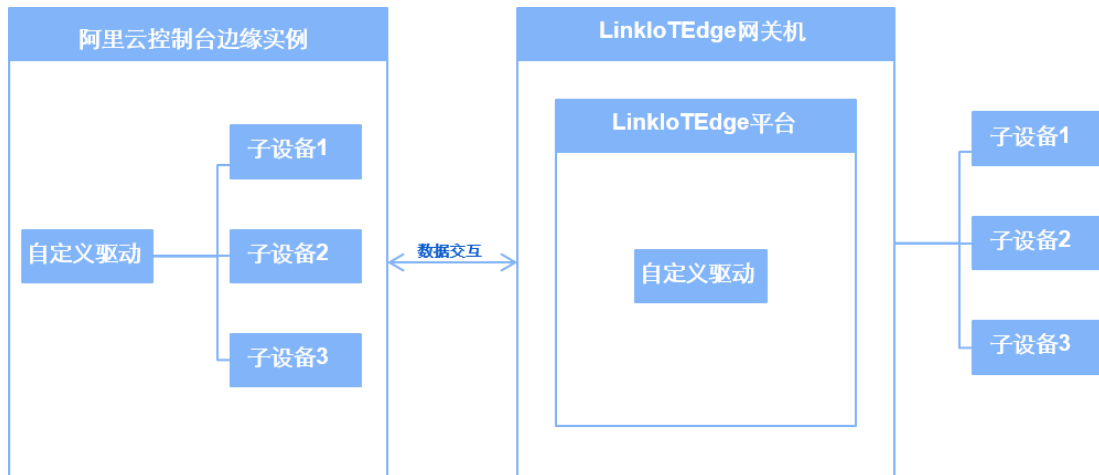 阿里云控制台边缘实例
子设备1
自定义驱动
子设备2
子设备3
数据交互
LinkIoTEdge网关机
LinkIoTEdge平台
自定义驱动
子设备1
子设备2
子设备3